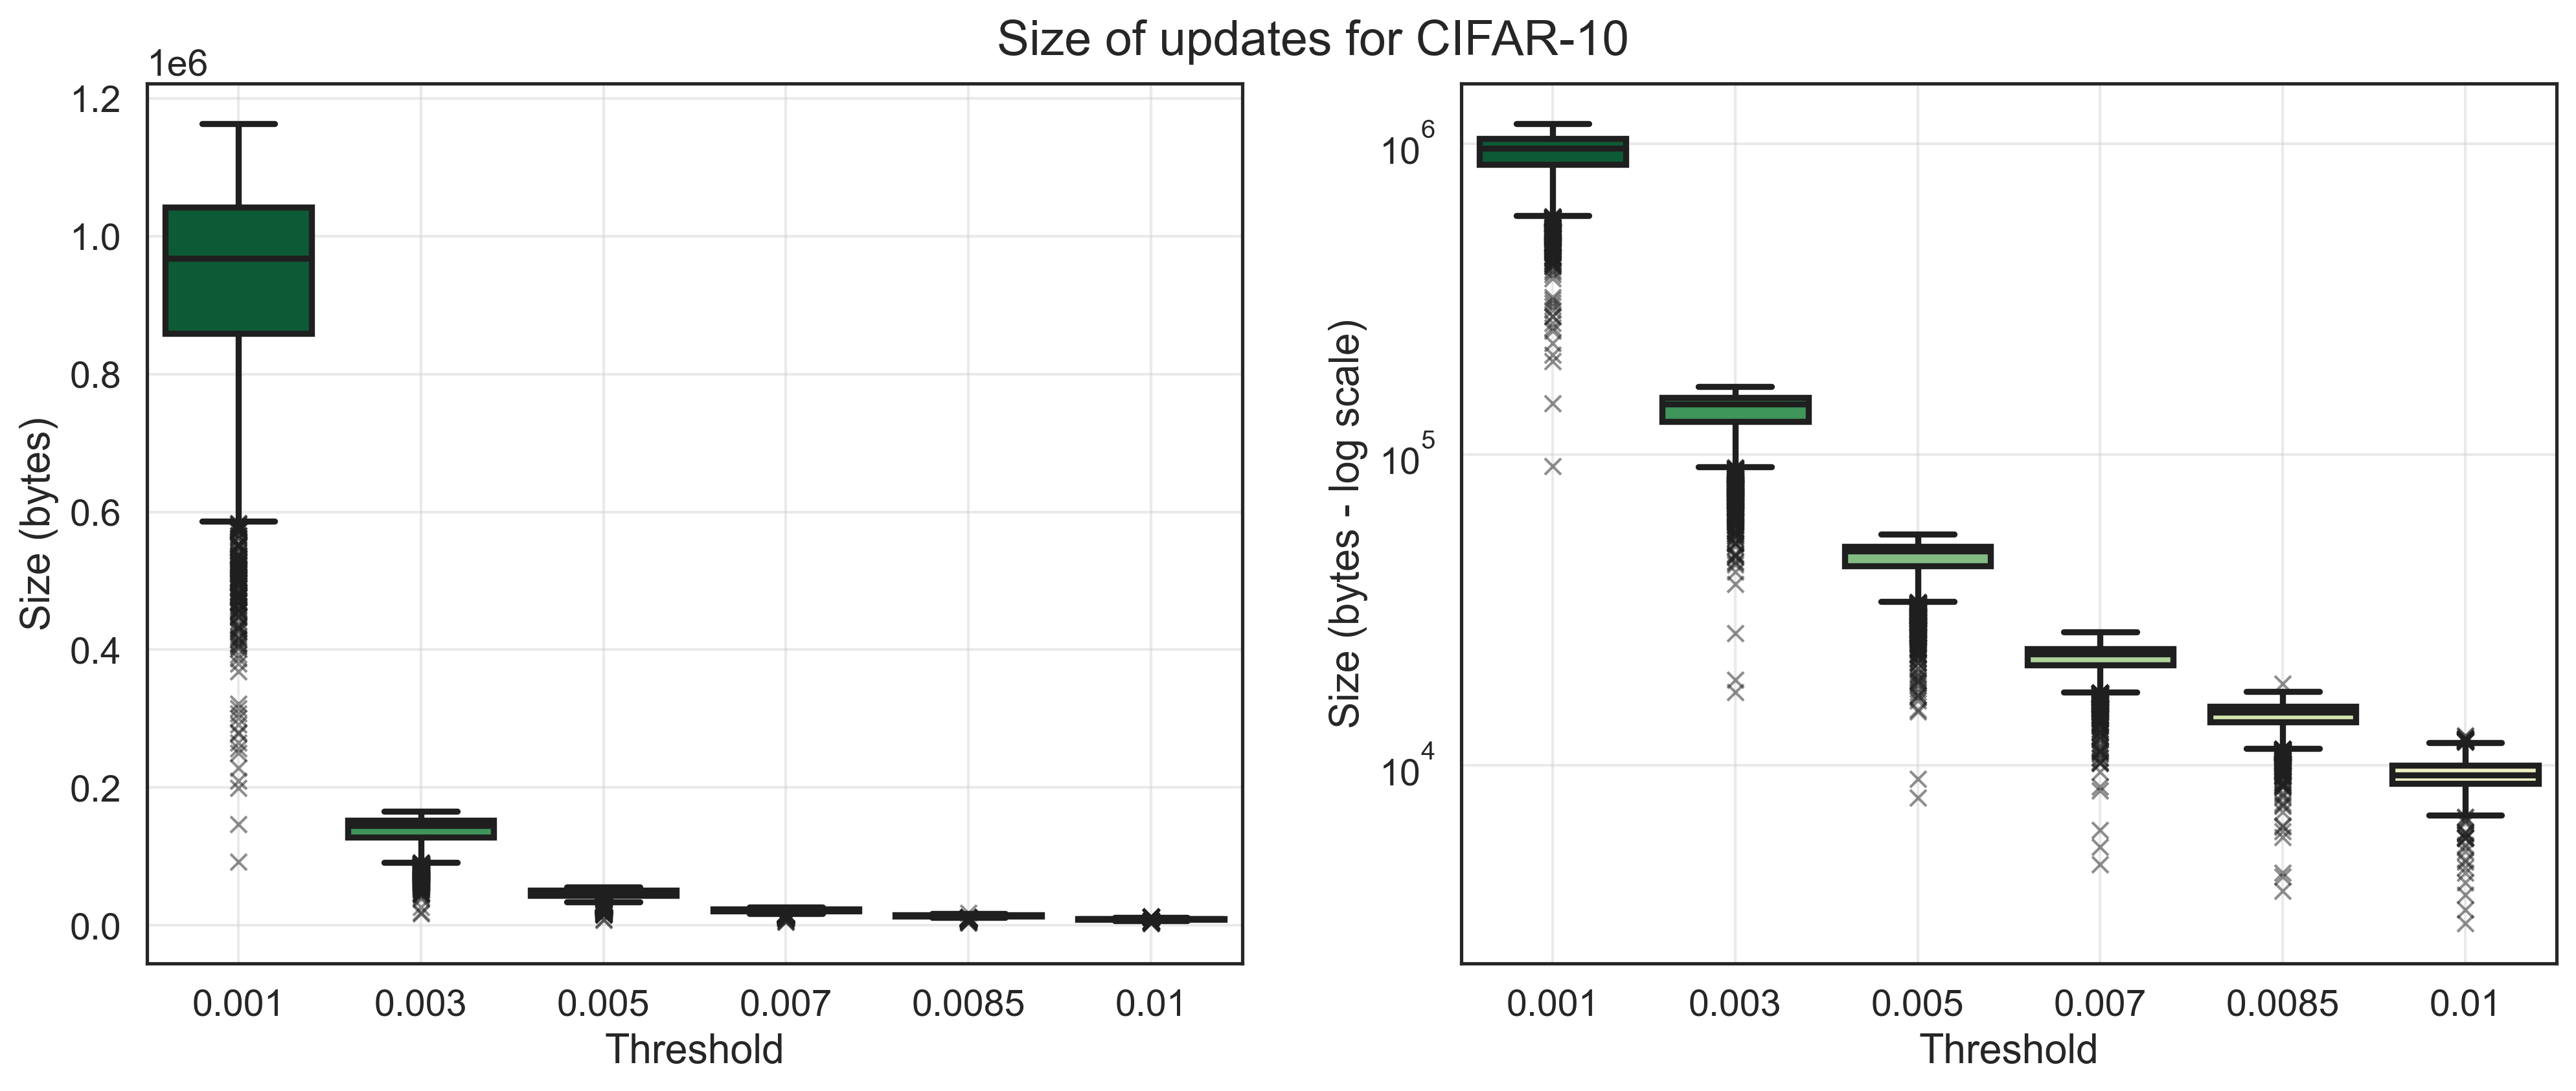 Size of updates for CIFAR-10
1e6
1.2
1.0
0.8
0.6
0.4
0.2
0.0
Size (bytes)
0.001 0.003 0.005 0.007 0.0085 0.01
Threshold
10^6
10^5
10^4
Size (bytes - log scale)
0.001 0.003 0.005 0.007 0.0085 0.01
Threshold